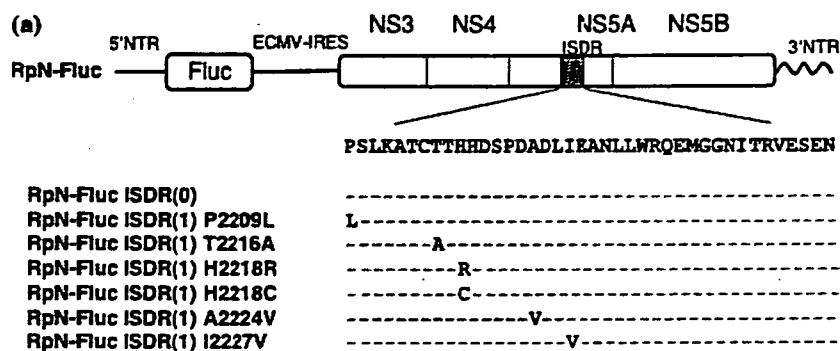 (a)
NS3 NS4 NS5A NS5B
5'NTR ECMV-IRES ISDR 3'NTR
RpN-Fluc Fluc
PSLKATCTTHHDSPDADLIEANLLWRQEMGGNITRVESEN
RpN-Fluc ISDR(0) ----------------------------------------
RpN-Fluc ISDR(1) P2209L L---------------------------------------
RpN-Fluc ISDR(1) T2216A -------A--------------------------------
RpN-Fluc ISDR(1) H2218R ---------R------------------------------
RpN-Fluc ISDR(1) H2218C ---------C------------------------------
RpN-Fluc ISDR(1) A2224V ---------------V------------------------
RpN-Fluc ISDR(1) I2227V ------------------V---------------------